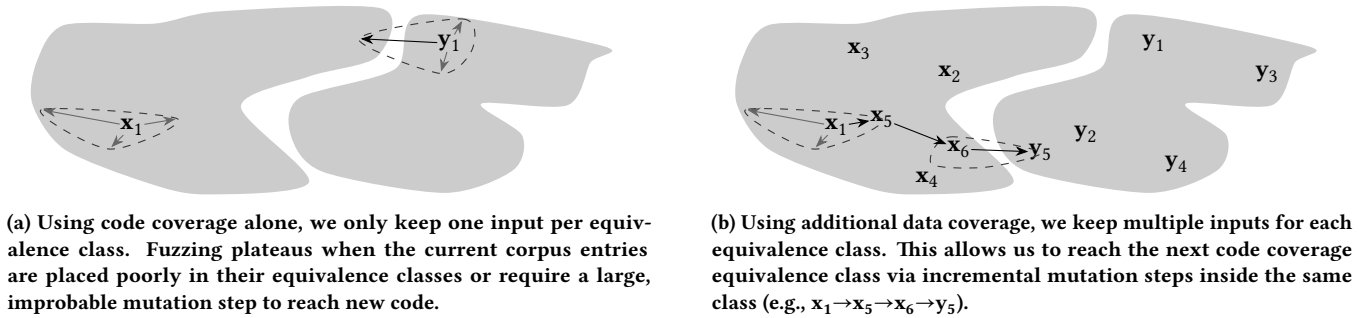 y₁
x₁
(a) Using code coverage alone, we only keep one input per equiv-
alence class. Fuzzing plateaus when the current corpus entries
are placed poorly in their equivalence classes or require a large,
improbable mutation step to reach new code.
x₃
y₁
x₂
y₃
x₁
x₅
y₂
x₆
y₅
y₄
x₄
(b) Using additional data coverage, we keep multiple inputs for each
equivalence class. This allows us to reach the next code coverage
equivalence class via incremental mutation steps inside the same
class (e.g., x₁→x₅→x₆→y₅).